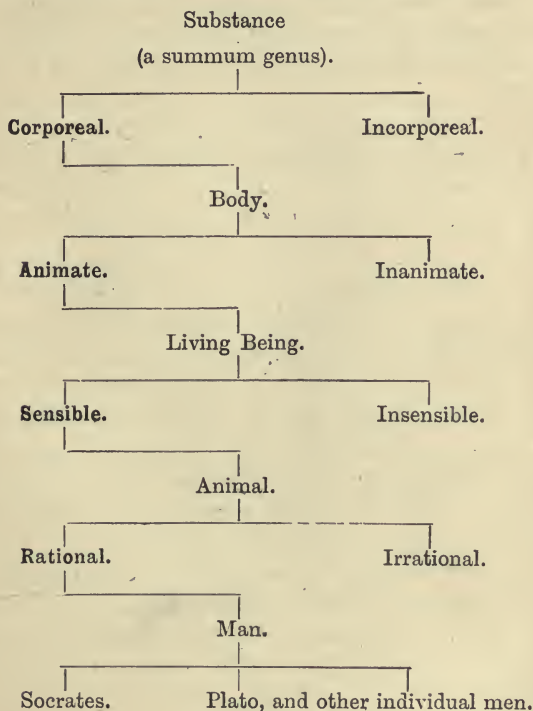 Substance
(a summum genus).
Corporeal. Incorporeal.
Body.
Animate. Inanimate.
Living Being.
Sensible. Insensible.
Animal.
Rational. Irrational.
Man.
Socrates. Plato, and other individual men.